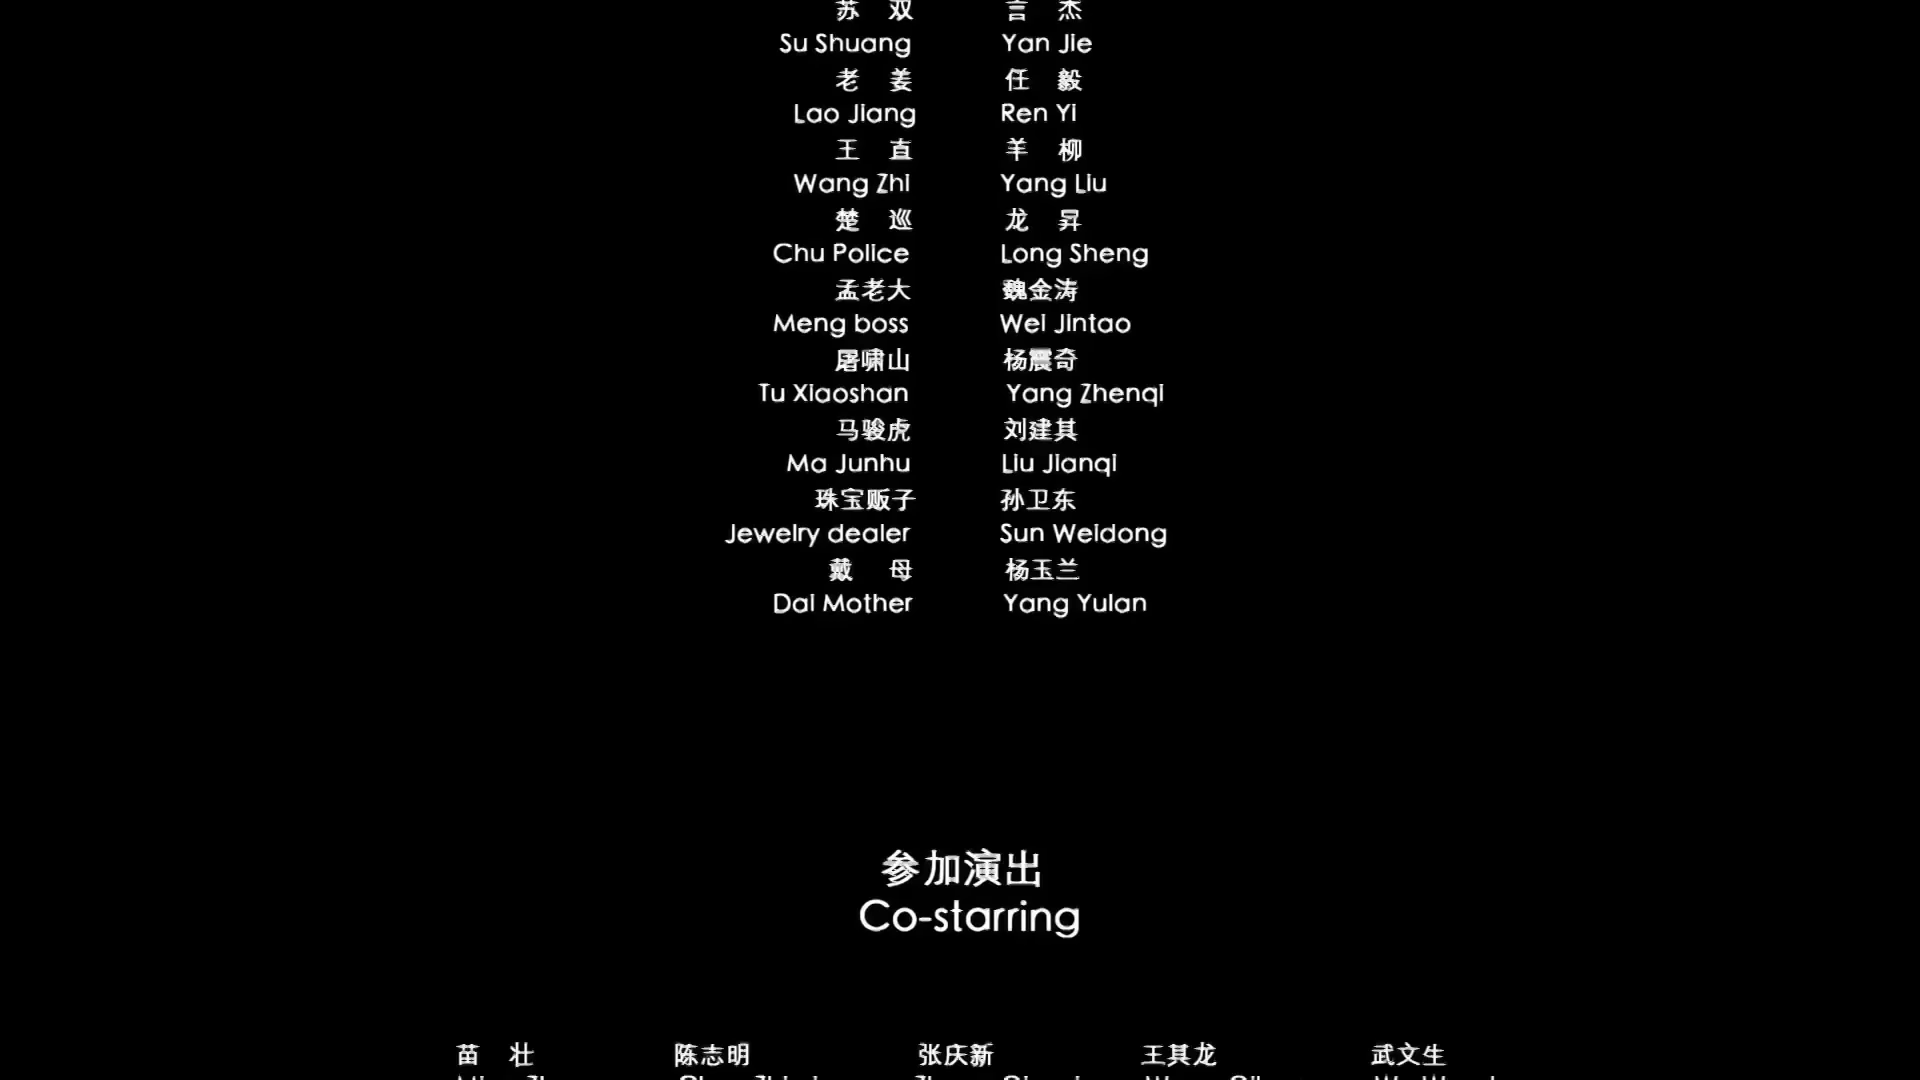 苏 双 言 杰
Su Shuang Yan Jie
老 姜 任 毅
Lao Jiang Ren Yi
王 直 羊 柳
Wang Zhi Yang Liu
楚 巡 龙 昇
Chu Police Long Sheng
孟老大 魏金涛
Meng boss Wei Jintao
屠啸山 杨震奇
Tu Xiaoshan Yang Zhenqi
马骏虎 刘建其
Ma Junhu Liu Jianqi
珠宝贩子 孙卫东
Jewelry dealer Sun Weidong
戴 母 杨玉兰
Dai Mother Yang Yulan
参加演出
Co-starring
苗 壮 陈志明 张庆新 王其龙 武文生